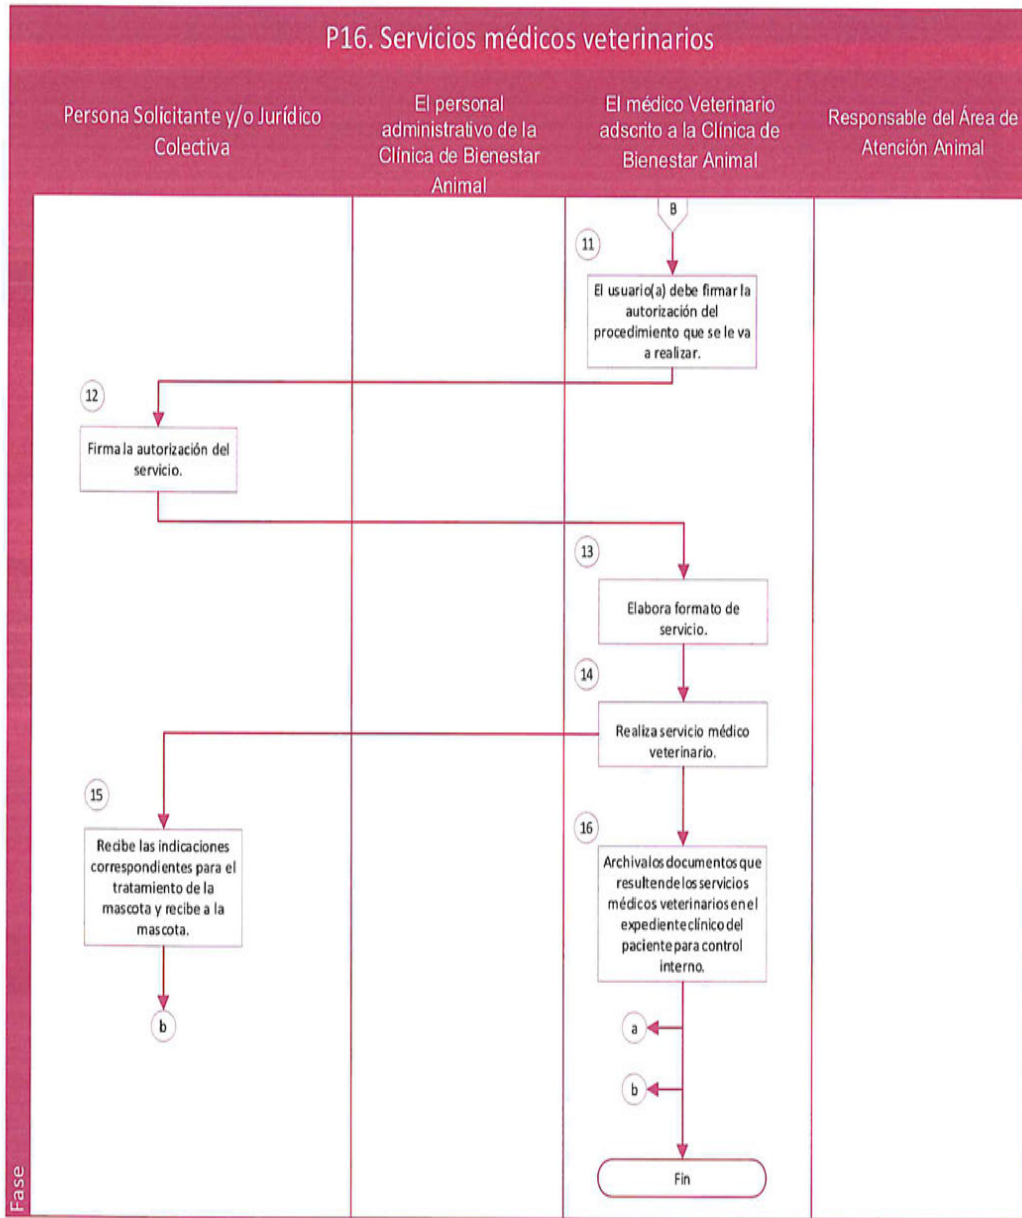 P16. Servicios médicos veterinarios
Persona Solicitante y/o Jurídico
Colectiva
El personal
administrativo de la
Clínica de Bienestar
Animal
El médico Veterinario
adscrito a la Clínica de
Bienestar Animal
Responsable del Área de
Atención Animal
B
11
El usuario(a) debe firmar la
autorización del
procedimiento que se le va
a realizar.
12
Firma la autorización del
servicio.
13
Elabora formato de
servicio.
14
Realiza servicio médico
veterinario.
15
Recibe las indicaciones
correspondientes para el
tratamiento de la
mascota y recibe a la
mascota.
16
Archiva los documentos que
resulten de los servicios
médicos veterinarios en el
expediente clínico del
paciente para control
interno.
b
a
b
Fin
Fase